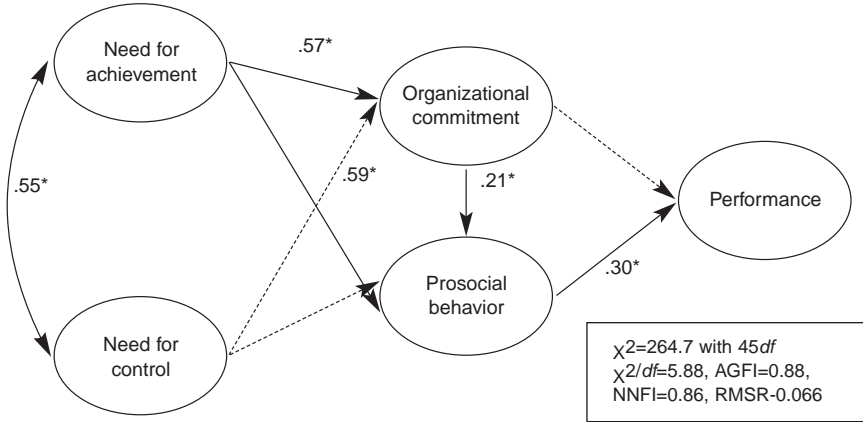 Need for
achievement
.57*
Organizational
commitment
.55*
.59*
.21*
Performance
Prosocial
behavior
.30*
Need for
control
χ2=264.7 with 45df
χ2/df=5.88, AGFI=0.88,
NNFI=0.86, RMSR-0.066